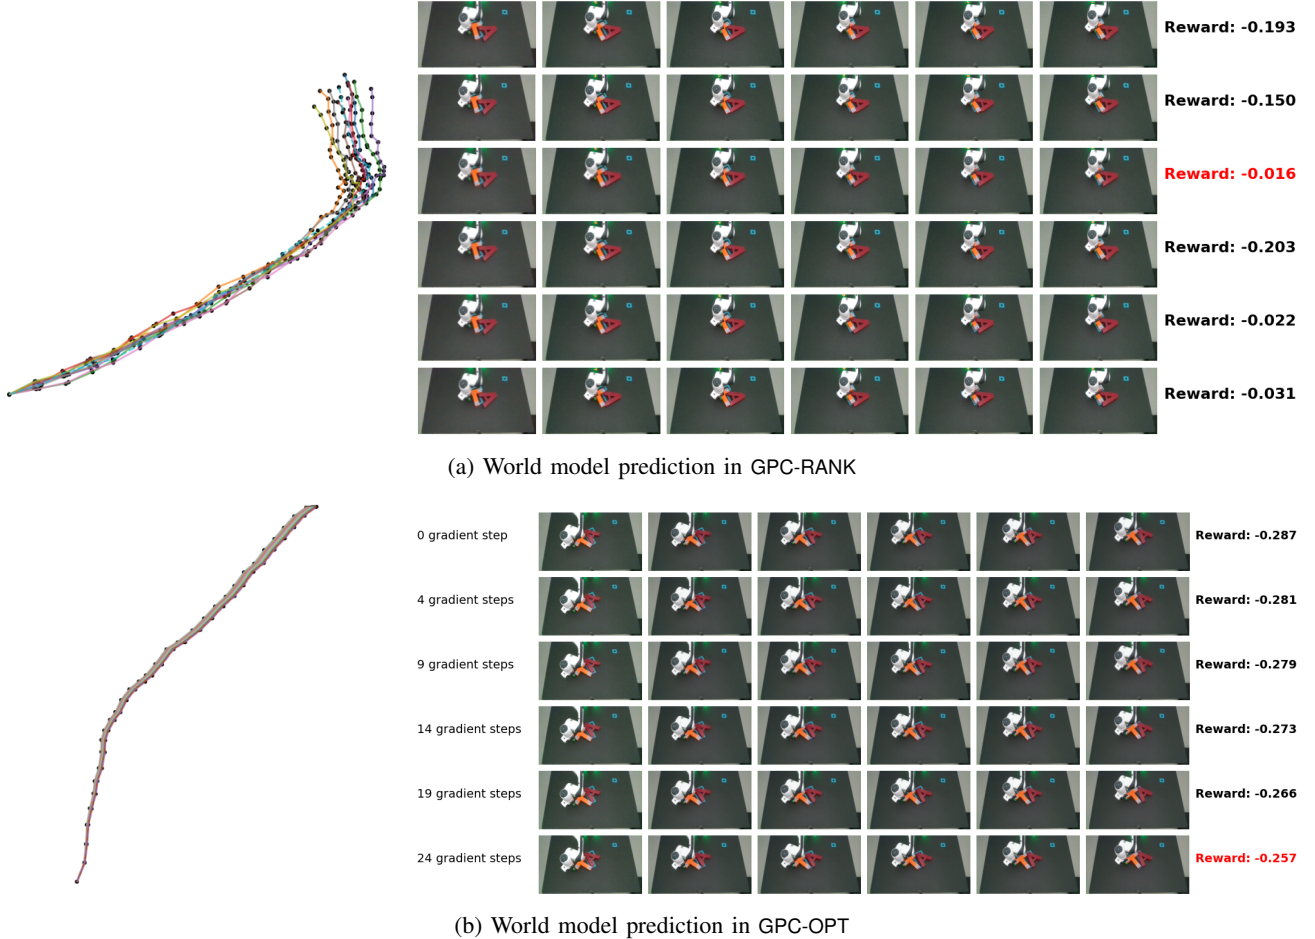 Reward: -0.193
Reward: -0.150
Reward: -0.016
Reward: -0.203
Reward: -0.022
Reward: -0.031
(a) World model prediction in GPC-RANK
0 gradient step Reward: -0.287
4 gradient steps Reward: -0.281
9 gradient steps Reward: -0.279
14 gradient steps Reward: -0.273
19 gradient steps Reward: -0.266
24 gradient steps Reward: -0.257
(b) World model prediction in GPC-OPT